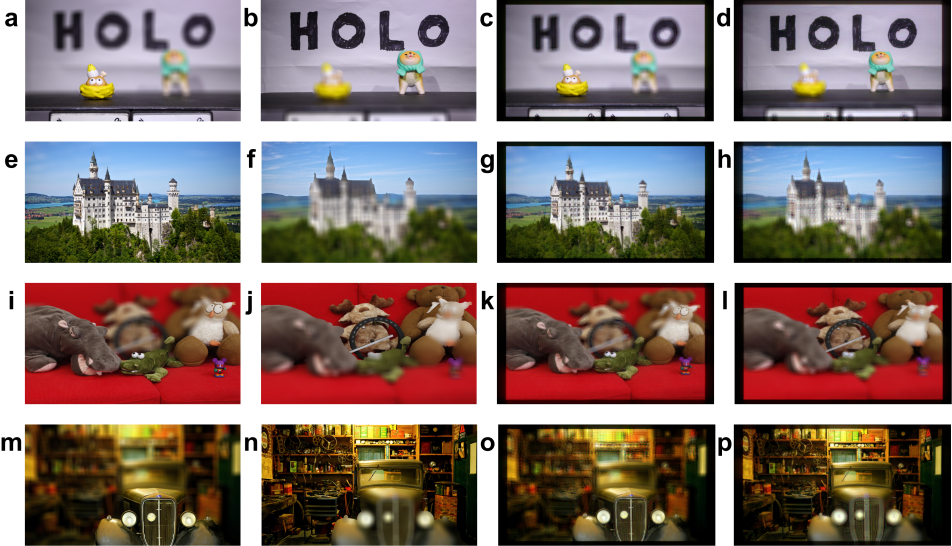 a b c d
HOLO HOLO HOLO HOLO
e f g h
i j k l
m n o p